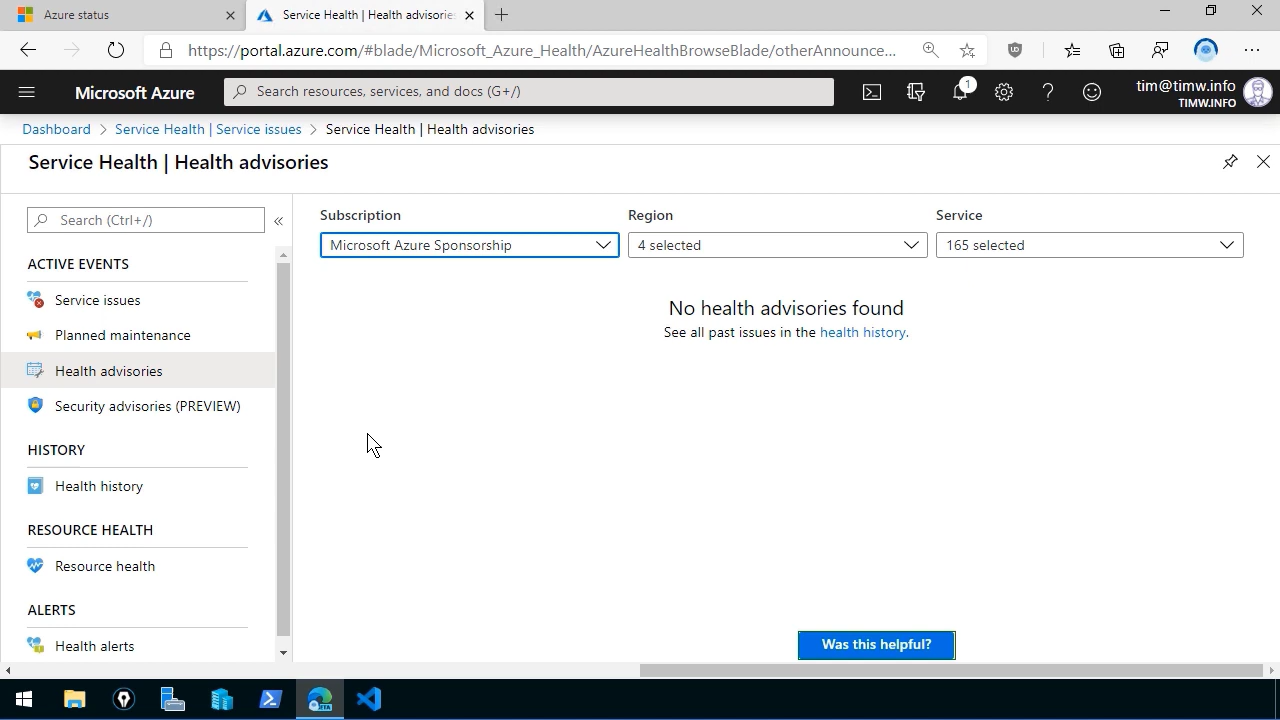 Azure status
Service Health | Health advisories
https://portal.azure.com/#blade/Microsoft_Azure_Health/AzureHealthBrowseBlade/otherAnnounce...
Microsoft Azure
Search resources, services, and docs (G+/)
1
tim@timw.info
TIMW.INFO
Dashboard > Service Health | Service issues > Service Health | Health advisories
Service Health | Health advisories
Search (Ctrl+/)
«
ACTIVE EVENTS
Service issues
Planned maintenance
Health advisories
Security advisories (PREVIEW)
HISTORY
Health history
RESOURCE HEALTH
Resource health
ALERTS
Health alerts
Subscription Region Service
Microsoft Azure Sponsorship 4 selected 165 selected
No health advisories found
See all past issues in the health history.
Was this helpful?
BETA